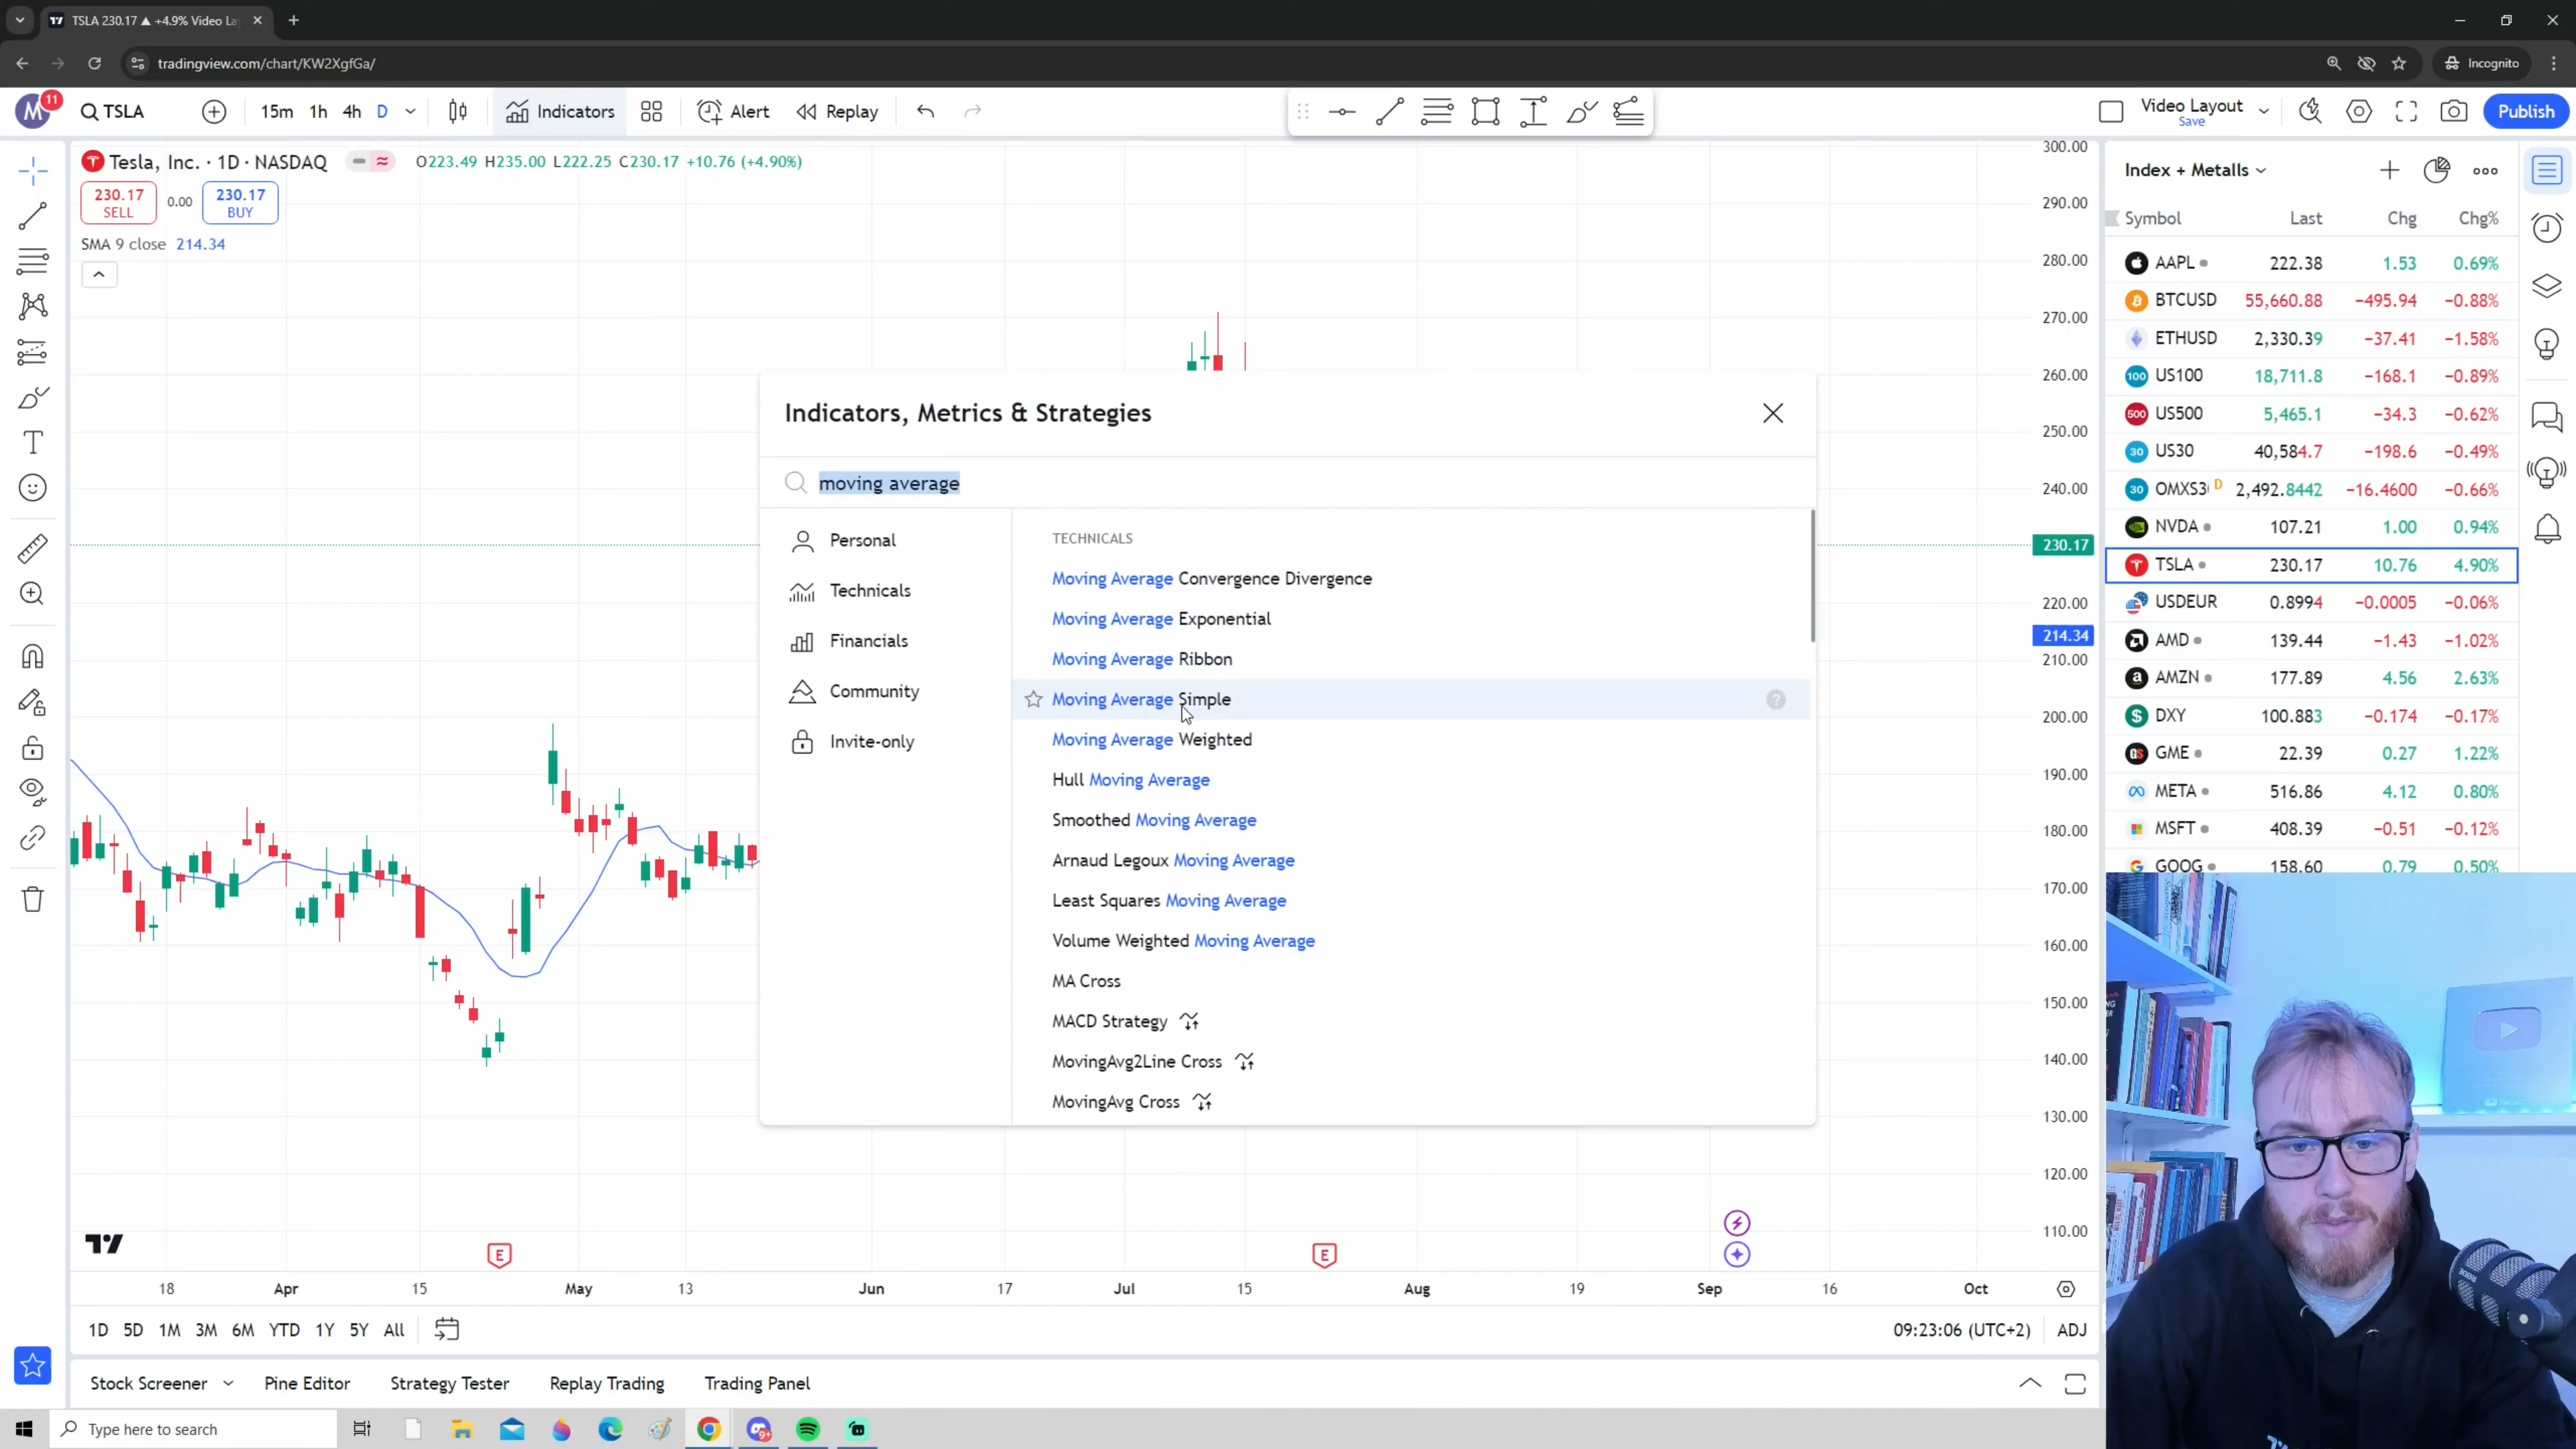 TSLA 230.17 ▲ +4.9% Video La
tradingview.com/chart/KW2XgfGa/
Incognito
M 11
TSLA
15m 1h 4h D
Indicators
Alert
Replay
Video Layout
Save
Publish
Tesla, Inc. · 1D · NASDAQ
O223.49 H235.00 L222.25 C230.17 +10.76 (+4.90%)
230.17
SELL
0.00
230.17
BUY
SMA 9 close 214.34
Indicators, Metrics & Strategies
moving average
Personal
Technicals
Financials
Community
Invite-only
TECHNICALS
Moving Average Convergence Divergence
Moving Average Exponential
Moving Average Ribbon
Moving Average Simple
Moving Average Weighted
Hull Moving Average
Smoothed Moving Average
Arnaud Legoux Moving Average
Least Squares Moving Average
Volume Weighted Moving Average
MA Cross
MACD Strategy
MovingAvg2Line Cross
MovingAvg Cross
300.00
290.00
280.00
270.00
260.00
250.00
240.00
230.17
220.00
214.34
210.00
200.00
190.00
180.00
170.00
160.00
150.00
140.00
130.00
120.00
110.00
Index + Metalls
Symbol Last Chg Chg%
AAPL 222.38 1.53 0.69%
BTCUSD 55,660.88 −495.94 −0.88%
ETHUSD 2,330.39 −37.41 −1.58%
100 US100 18,711.8 −168.1 −0.89%
500 US500 5,465.1 −34.3 −0.62%
30 US30 40,584.7 −198.6 −0.49%
30 OMXS3 D 2,492.8442 −16.4600 −0.66%
NVDA 107.21 1.00 0.94%
TSLA 230.17 10.76 4.90%
USDEUR 0.8994 −0.0005 −0.06%
AMD 139.44 −1.43 −1.02%
AMZN 177.89 4.56 2.63%
DXY 100.883 −0.174 −0.17%
GME 22.39 0.27 1.22%
META 516.86 4.12 0.80%
MSFT 408.39 −0.51 −0.12%
GOOG 158.60 0.79 0.50%
E
E
18 Apr 15 May 13 Jun 17 Jul 15 Aug 19 Sep 16 Oct
1D 5D 1M 3M 6M YTD 1Y 5Y All
09:23:06 (UTC+2) ADJ
Stock Screener
Pine Editor
Strategy Tester
Replay Trading
Trading Panel
Type here to search
9+